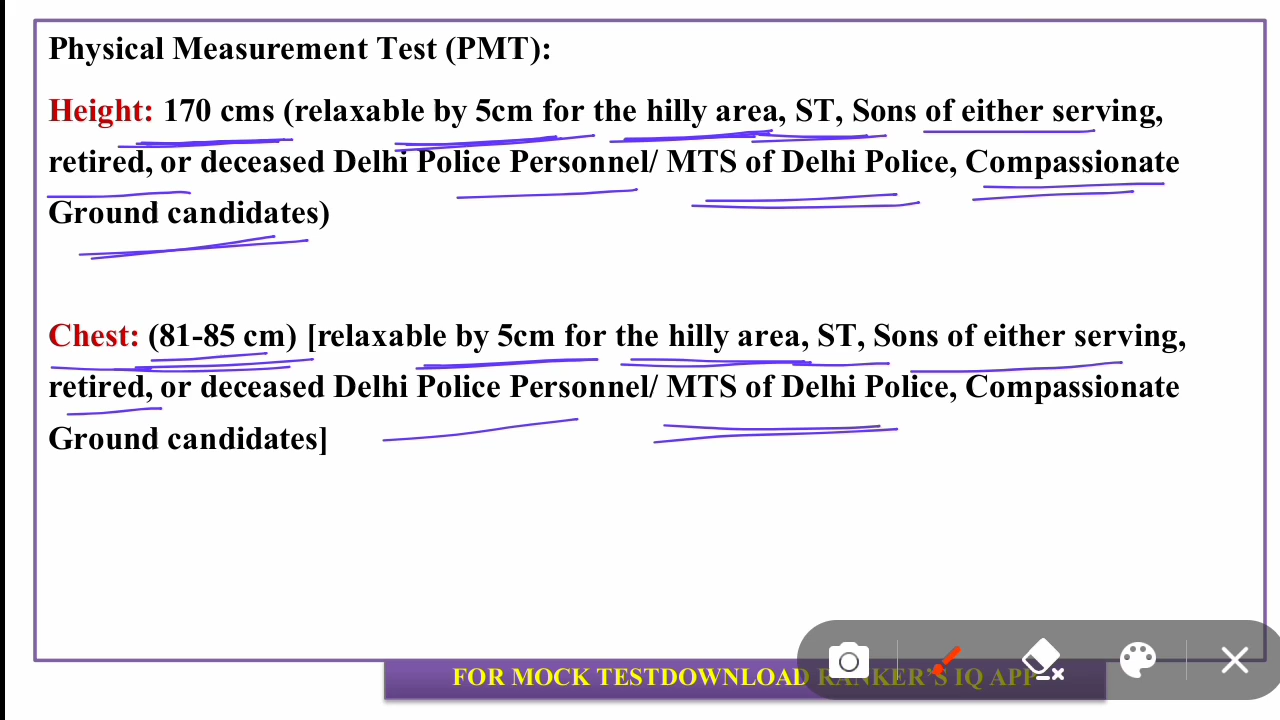 Physical Measurement Test (PMT):
Height: 170 cms (relaxable by 5cm for the hilly area, ST, Sons of either serving,
retired, or deceased Delhi Police Personnel/ MTS of Delhi Police, Compassionate
Ground candidates)
Chest: (81-85 cm) [relaxable by 5cm for the hilly area, ST, Sons of either serving,
retired, or deceased Delhi Police Personnel/ MTS of Delhi Police, Compassionate
Ground candidates]
FOR MOCK TESTDOWNLOAD RANKER'S IQ APP